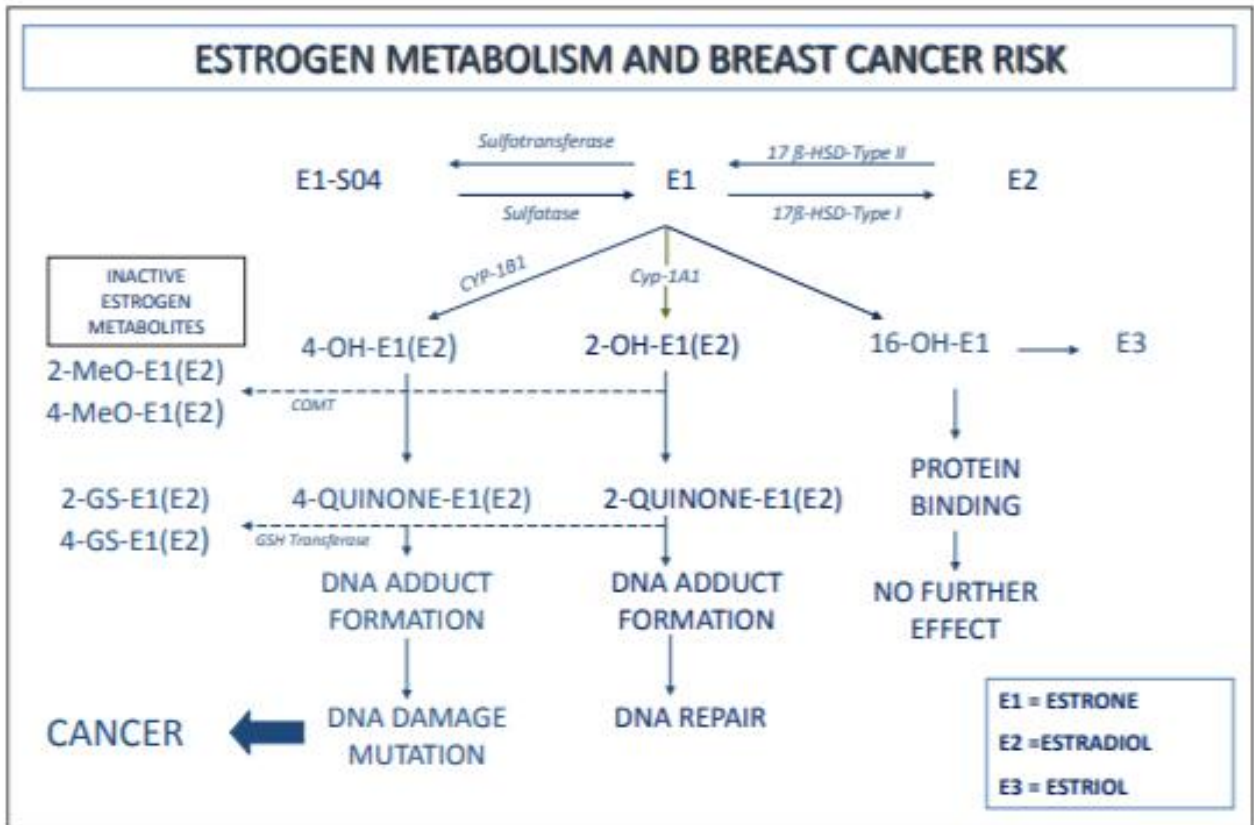 ESTROGEN METABOLISM AND BREAST CANCER RISK
Sulfotransferase
17 ß-HSD-Type II
E1-S04
E1
E2
Sulfatase
17ß-HSD-Type I
CYP-1B1
Cyp-1A1
INACTIVE
ESTROGEN
METABOLITES
4-OH-E1(E2)
2-OH-E1(E2)
16-OH-E1
E3
2-MeO-E1(E2)
4-MeO-E1(E2)
COMT
PROTEIN
BINDING
2-GS-E1(E2)
4-GS-E1(E2)
4-QUINONE-E1(E2)
2-QUINONE-E1(E2)
GSH Transferase
DNA ADDUCT
FORMATION
DNA ADDUCT
FORMATION
NO FURTHER
EFFECT
CANCER
DNA DAMAGE
MUTATION
DNA REPAIR
E1 = ESTRONE
E2 =ESTRADIOL
E3 = ESTRIOL